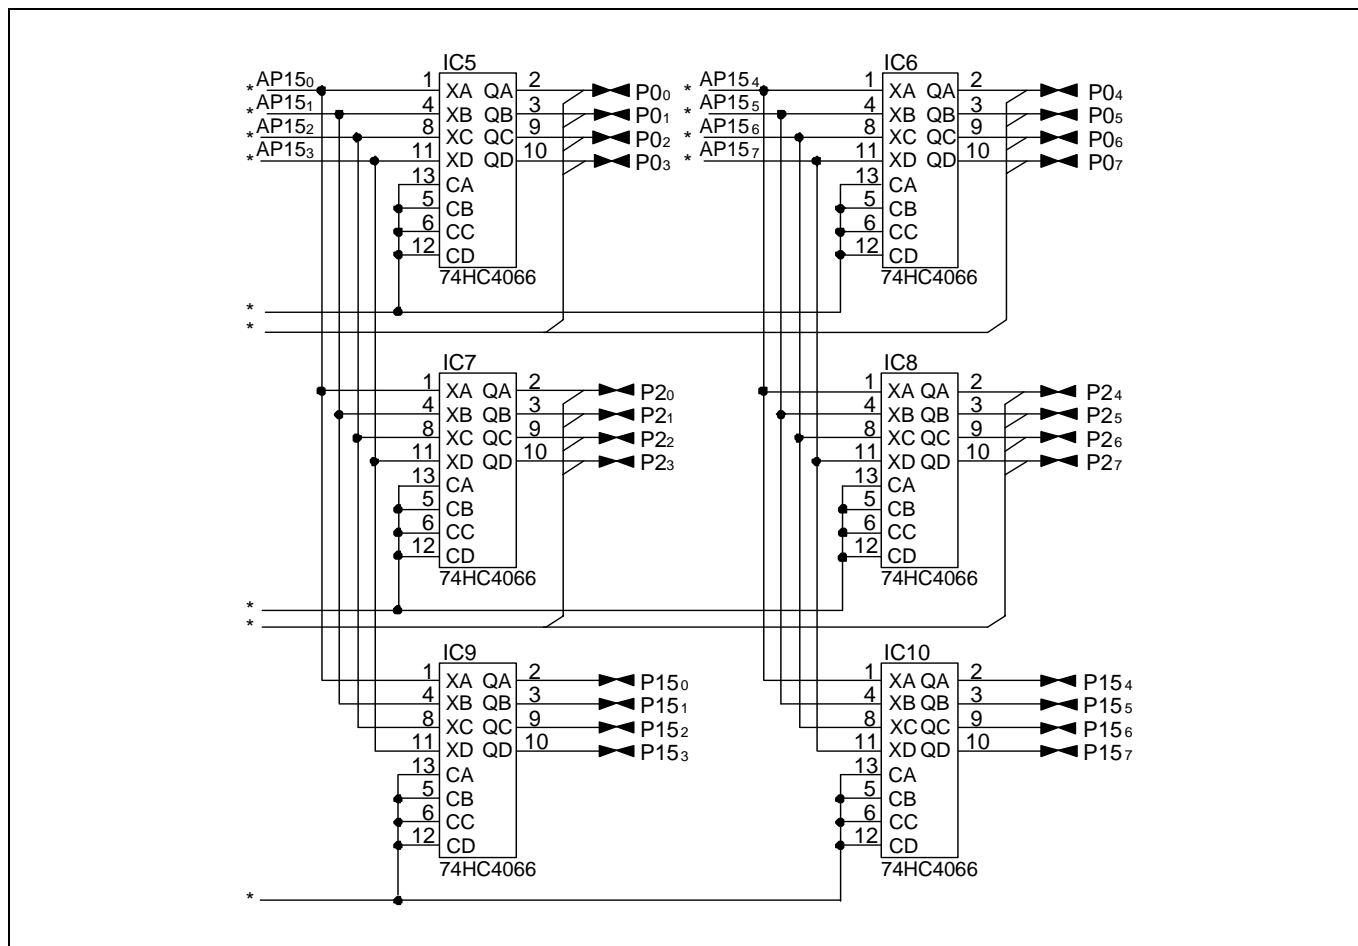 IC5 IC6
* AP15₀ 1 XA QA 2 P0₀ * AP15₄ 1 XA QA 2 P0₄
* AP15₁ 4 XB QB 3 P0₁ * AP15₅ 4 XB QB 3 P0₅
* AP15₂ 8 XC QC 9 P0₂ * AP15₆ 8 XC QC 9 P0₆
* AP15₃ 11 XD QD 10 P0₃ * AP15₇ 11 XD QD 10 P0₇
13 CA 13 CA
5 CB 5 CB
6 CC 6 CC
12 CD 12 CD
74HC4066 74HC4066
*
*
IC7 IC8
1 XA QA 2 P2₀ 1 XA QA 2 P2₄
4 XB QB 3 P2₁ 4 XB QB 3 P2₅
8 XC QC 9 P2₂ 8 XC QC 9 P2₆
11 XD QD 10 P2₃ 11 XD QD 10 P2₇
13 CA 13 CA
5 CB 5 CB
6 CC 6 CC
12 CD 12 CD
74HC4066 74HC4066
*
*
IC9 IC10
1 XA QA 2 P15₀ 1 XA QA 2 P15₄
4 XB QB 3 P15₁ 4 XB QB 3 P15₅
8 XC QC 9 P15₂ 8 XC QC 9 P15₆
11 XD QD 10 P15₃ 11 XD QD 10 P15₇
13 CA 13 CA
5 CB 5 CB
6 CC 6 CC
12 CD 12 CD
74HC4066 74HC4066
*